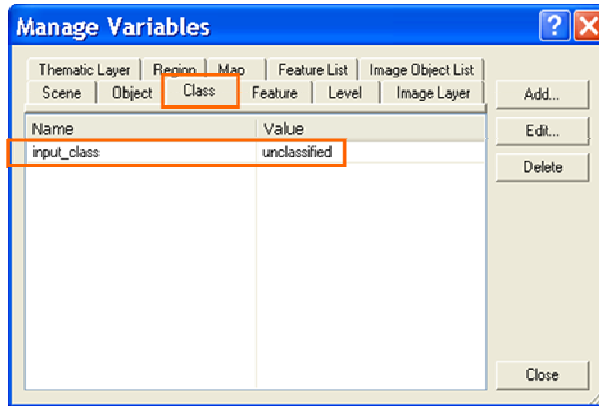 Manage Variables
Thematic Layer Region Map Feature List Image Object List
Scene Object Class Feature Level Image Layer
Name Value
input_class unclassified
Add...
Edit...
Delete
Close